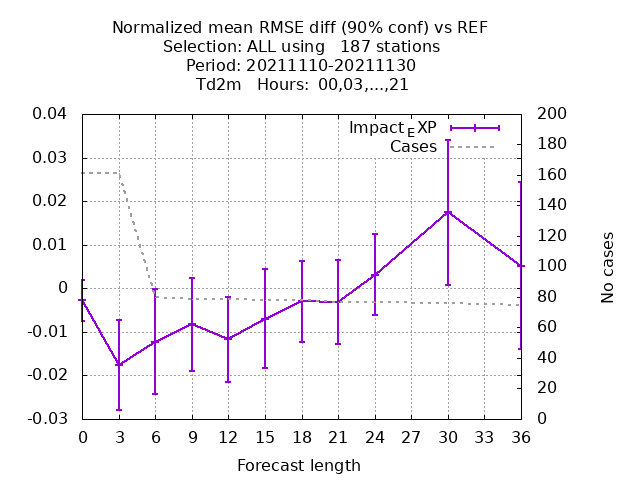 Normalized mean RMSE diff (90% conf) vs REF
Selection: ALL using   187 stations
Period: 20211110-20211130
Td2m   Hours:  00,03,...,21
Impact_EXP
Cases
0.04
0.03
0.02
0.01
0
-0.01
-0.02
-0.03
200
180
160
140
120
100
80
60
40
20
0
No cases
0 3 6 9 12 15 18 21 24 27 30 33 36
Forecast length